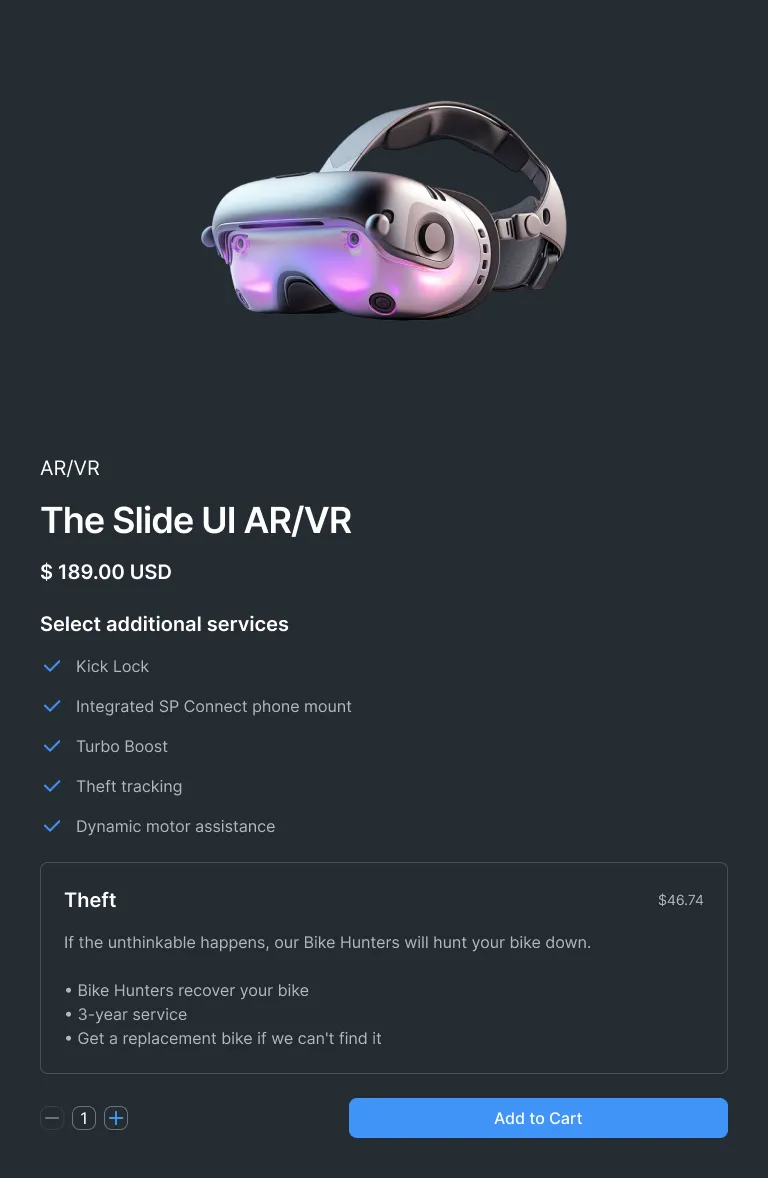 AR/VR
The Slide UI AR/VR
$ 189.00 USD
Select additional services
Kick Lock
Integrated SP Connect phone mount
Turbo Boost
Theft tracking
Dynamic motor assistance
Theft
$46.74
If the unthinkable happens, our Bike Hunters will hunt your bike down.
• Bike Hunters recover your bike
• 3-year service
• Get a replacement bike if we can't find it
1
Add to Cart